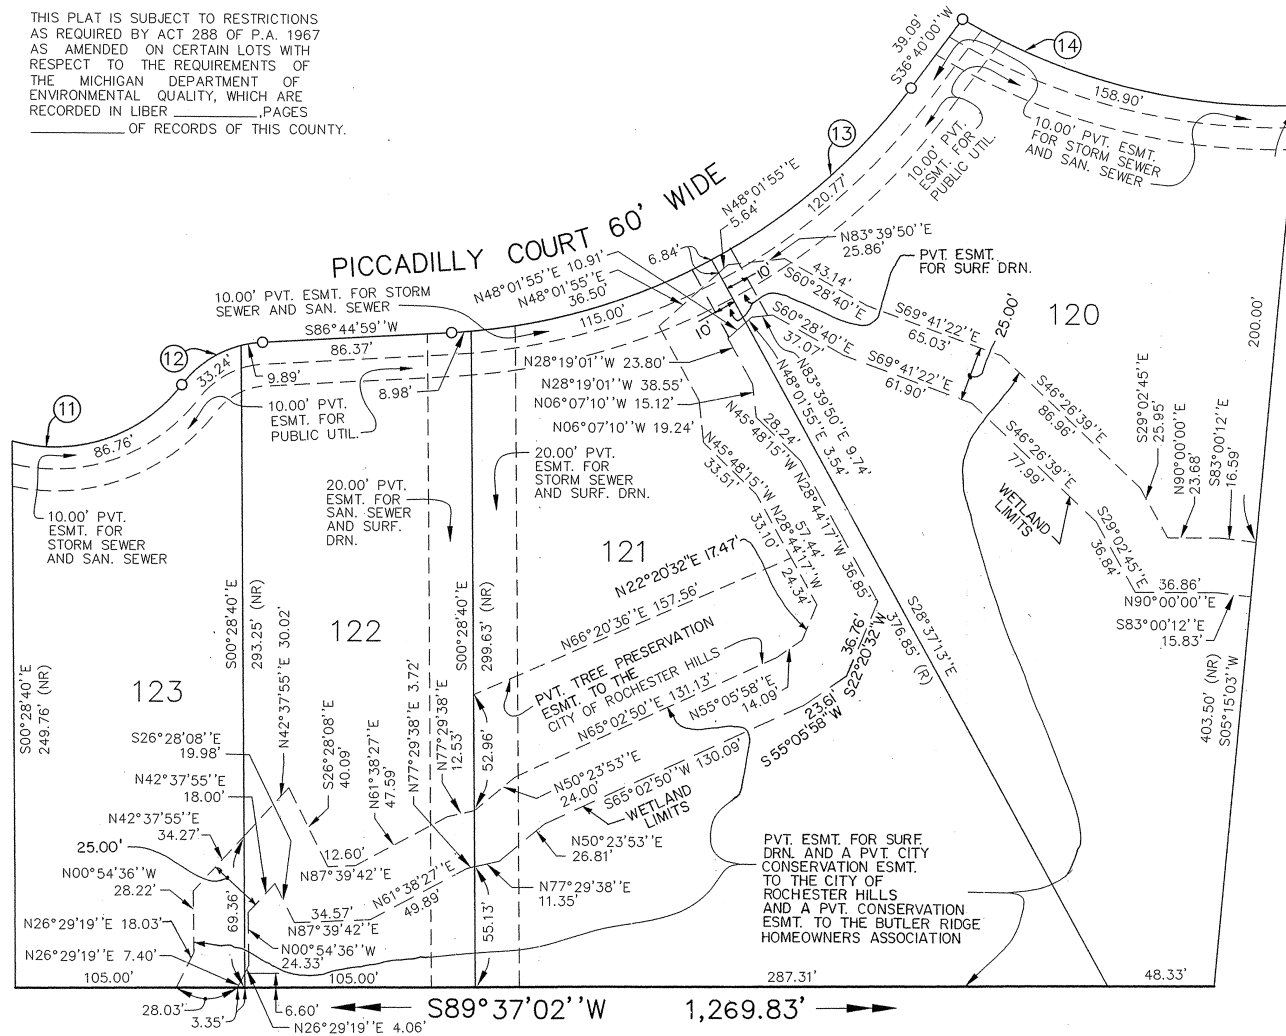 THIS PLAT IS SUBJECT TO RESTRICTIONS
AS REQUIRED BY ACT 288 OF P.A. 1967
AS AMENDED ON CERTAIN LOTS WITH
RESPECT TO THE REQUIREMENTS OF
THE MICHIGAN DEPARTMENT OF
ENVIRONMENTAL QUALITY, WHICH ARE
RECORDED IN LIBER __________,PAGES
__________ OF RECORDS OF THIS COUNTY.
39.09'
S36°40'00''W
14
158.90'
10.00' PVT. ESMT.
FOR STORM SEWER
AND SAN. SEWER
13
120.77'
10.00' PVT.
ESMT. FOR
PUBLIC UTIL.
PICCADILLY COURT 60' WIDE
N48°01'55''E
5.64'
6.84'
N83°39'50''E
25.86'
PVT. ESMT.
FOR SURF. DRN.
N48°01'55''E 10.91'
N48°01'55''E
36.50'
10.00' PVT. ESMT. FOR STORM
SEWER AND SAN. SEWER
S86°44'59''W
86.37'
115.00'
10'
10'
43.14'
S60°28'40''E
S69°41'22''E
65.03'
25.00'
120
200.00'
S60°28'40''E
37.07'
S69°41'22''E
61.90'
12
33.24'
9.89'
8.98'
11
86.76'
10.00' PVT.
ESMT. FOR
PUBLIC UTIL.
N28°19'01''W 23.80'
N28°19'01''W 38.55'
N06°07'10''W 15.12'
N06°07'10''W 19.24'
N83°39'50''E 9.74'
N48°01'55''E 3.54'
28.24'
N45°48'15''W
N45°48'15''W
33.51'
S46°26'39''E
86.96'
S46°26'39''E
77.99'
S29°02'45''E
25.95'
N90°00'00''E
23.68'
S83°00'12''E
16.59'
WETLAND
LIMITS
S29°02'45''E
36.84'
36.86'
N90°00'00''E
S83°00'12''E
15.83'
10.00' PVT.
ESMT. FOR
STORM SEWER
AND SAN. SEWER
20.00' PVT.
ESMT. FOR
SAN. SEWER
AND SURF.
DRN.
20.00' PVT.
ESMT. FOR
STORM SEWER
AND SURF. DRN.
121
N28°44'17''W
57.44'
N28°44'17''W
36.85'
33.10'
24.34'
N22°20'32''E 17.47'
N66°20'36''E 157.56'
PVT. TREE PRESERVATION
ESMT. TO THE
CITY OF ROCHESTER HILLS
N65°02'50''E 131.13'
N55°05'58''E
14.09'
36.76'
S22°20'32''W
23.61'
S55°05'58''W
S28°37'13''E
376.85' (R)
403.50' (NR)
S05°15'03''W
S00°28'40''E
249.76' (NR)
123
S00°28'40''E
293.25' (NR)
122
S00°28'40''E
299.63' (NR)
N42°37'55''E 30.02'
S26°28'08''E
19.98'
S26°28'08''E
40.09'
N61°38'27''E
47.59'
N77°29'38''E 3.72'
N77°29'38''E
12.53'
52.96'
N50°23'53''E
24.00'
S65°02'50''W 130.09'
WETLAND
LIMITS
N50°23'53''E
26.81'
N77°29'38''E
11.35'
N42°37'55''E
18.00'
N42°37'55''E
34.27'
25.00'
12.60'
N87°39'42''E
N61°38'27''E
49.89'
N00°54'36''W
28.22'
34.57'
N87°39'42''E
69.36'
55.13'
N26°29'19''E 18.03'
N00°54'36''W
24.33'
N26°29'19''E 7.40'
PVT. ESMT. FOR SURF.
DRN. AND A PVT. CITY
CONSERVATION ESMT.
TO THE CITY OF
ROCHESTER HILLS
AND A PVT. CONSERVATION
ESMT. TO THE BUTLER RIDGE
HOMEOWNERS ASSOCIATION
105.00'
105.00'
287.31'
48.33'
28.03'
3.35'
6.60'
N26°29'19''E 4.06'
S89°37'02''W 1,269.83'